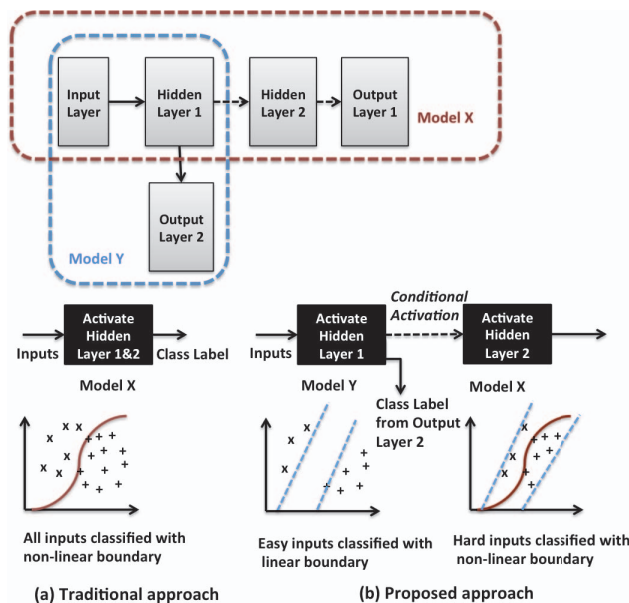 Input
Layer
Hidden
Layer 1
Hidden
Layer 2
Output
Layer 1
Model X
Output
Layer 2
Model Y
Inputs
Activate
Hidden
Layer 1&2
Class Label
Model X
Inputs
Activate
Hidden
Layer 1
Conditional
Activation
Activate
Hidden
Layer 2
Model Y
Class Label
from Output
Layer 2
Model X
All inputs classified with
non-linear boundary
Easy inputs classified with
linear boundary
Hard inputs classified with
non-linear boundary
(a) Traditional approach
(b) Proposed approach